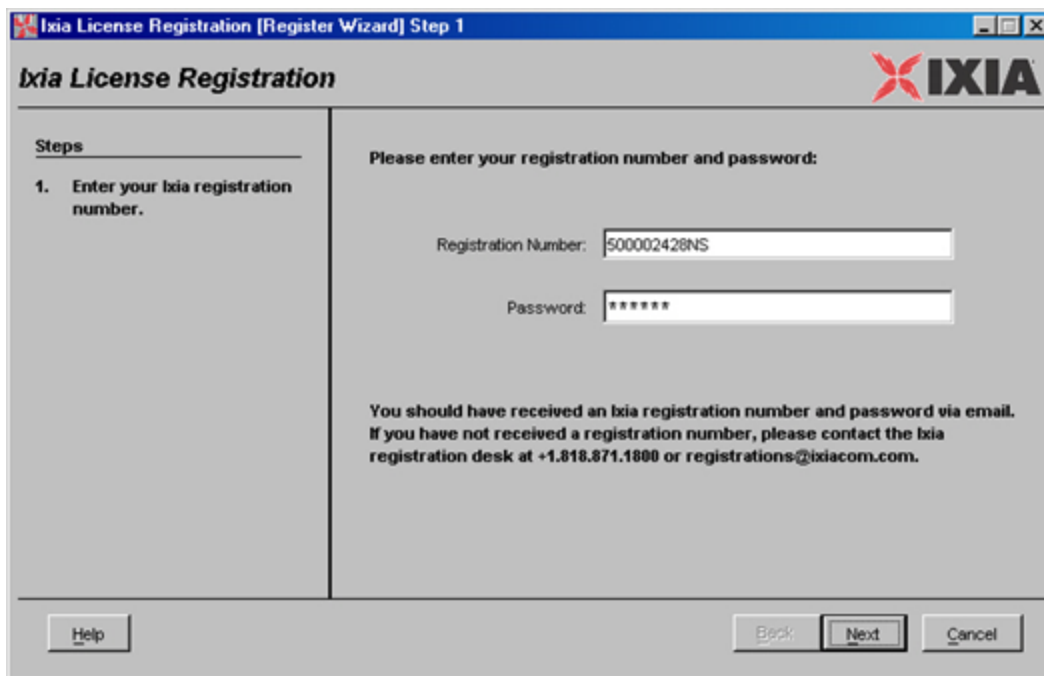 Ixia License Registration [Register Wizard] Step 1
Ixia License Registration
IXIA
Steps
1. Enter your Ixia registration
number.
Please enter your registration number and password:
Registration Number: 500002428NS
Password: ******
You should have received an Ixia registration number and password via email.
If you have not received a registration number, please contact the Ixia
registration desk at +1.818.871.1800 or registrations@ixiacom.com.
Help
Back
Next
Cancel